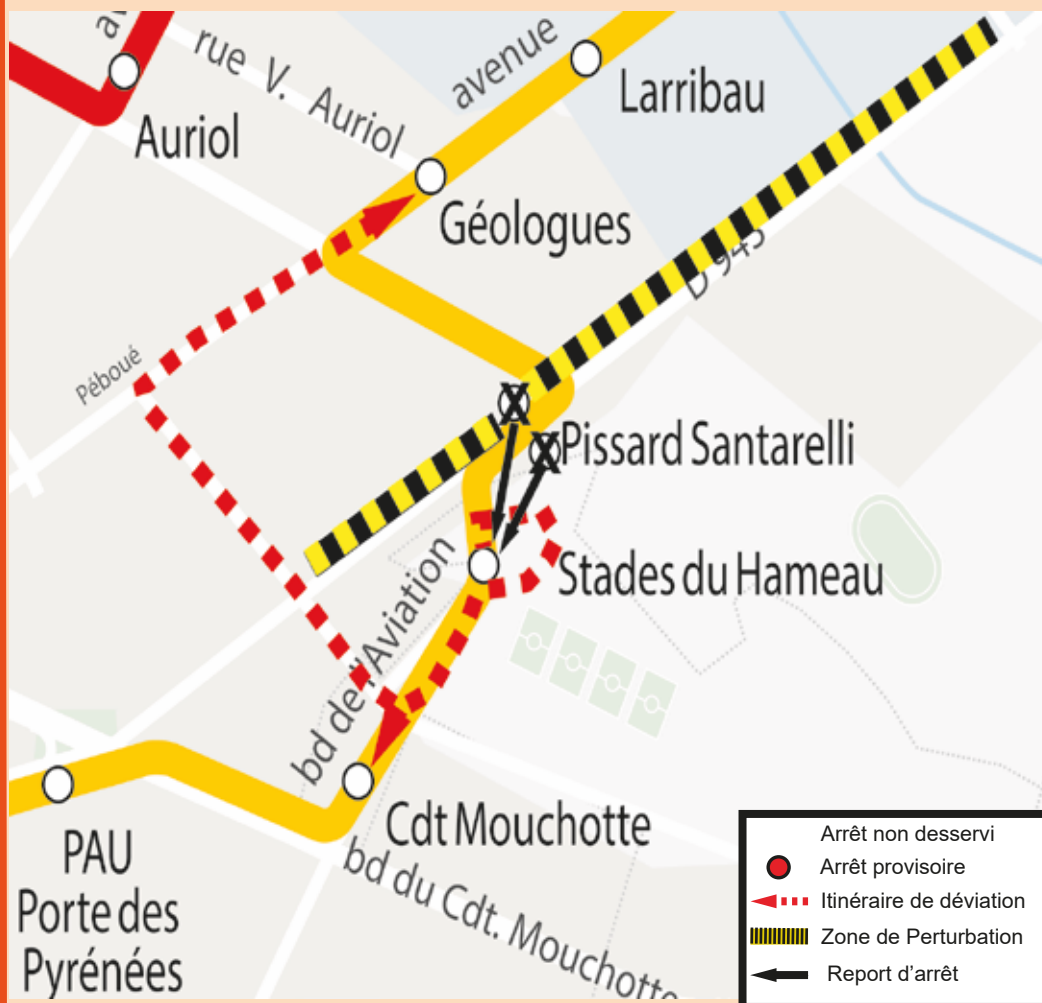 rue V. Auriol
avenue
Larribau
Auriol
Géologues
D 945
Péboué
Pissard Santarelli
Stades du Hameau
bd de l'Aviation
Cdt Mouchotte
PAU
Porte des
Pyrénées
bd du Cdt. Mouchotte
Arrêt non desservi
Arrêt provisoire
Itinéraire de déviation
Zone de Perturbation
Report d’arrêt